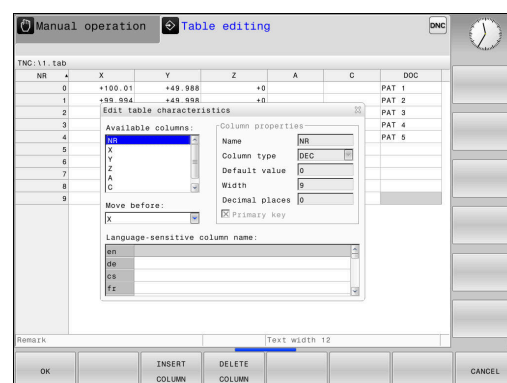 Manual operation
Table editing
DNC
TNC:\1.tab
NR X Y Z A C DOC
0 +100.01 +49.988 +0 PAT 1
1 +99.994 +49.998 +0 PAT 2
2 PAT 3
3 PAT 4
4 PAT 5
5
6
7
8
9
Edit table characteristics
Available columns:
NR
X
Y
Z
A
C
Move before:
X
Column properties
Name NR
Column type DEC
Default value 0
Width 9
Decimal places 0
Primary key
Language-sensitive column name:
en
de
cs
fr
Remark
Text width 12
OK
INSERT COLUMN
DELETE COLUMN
CANCEL